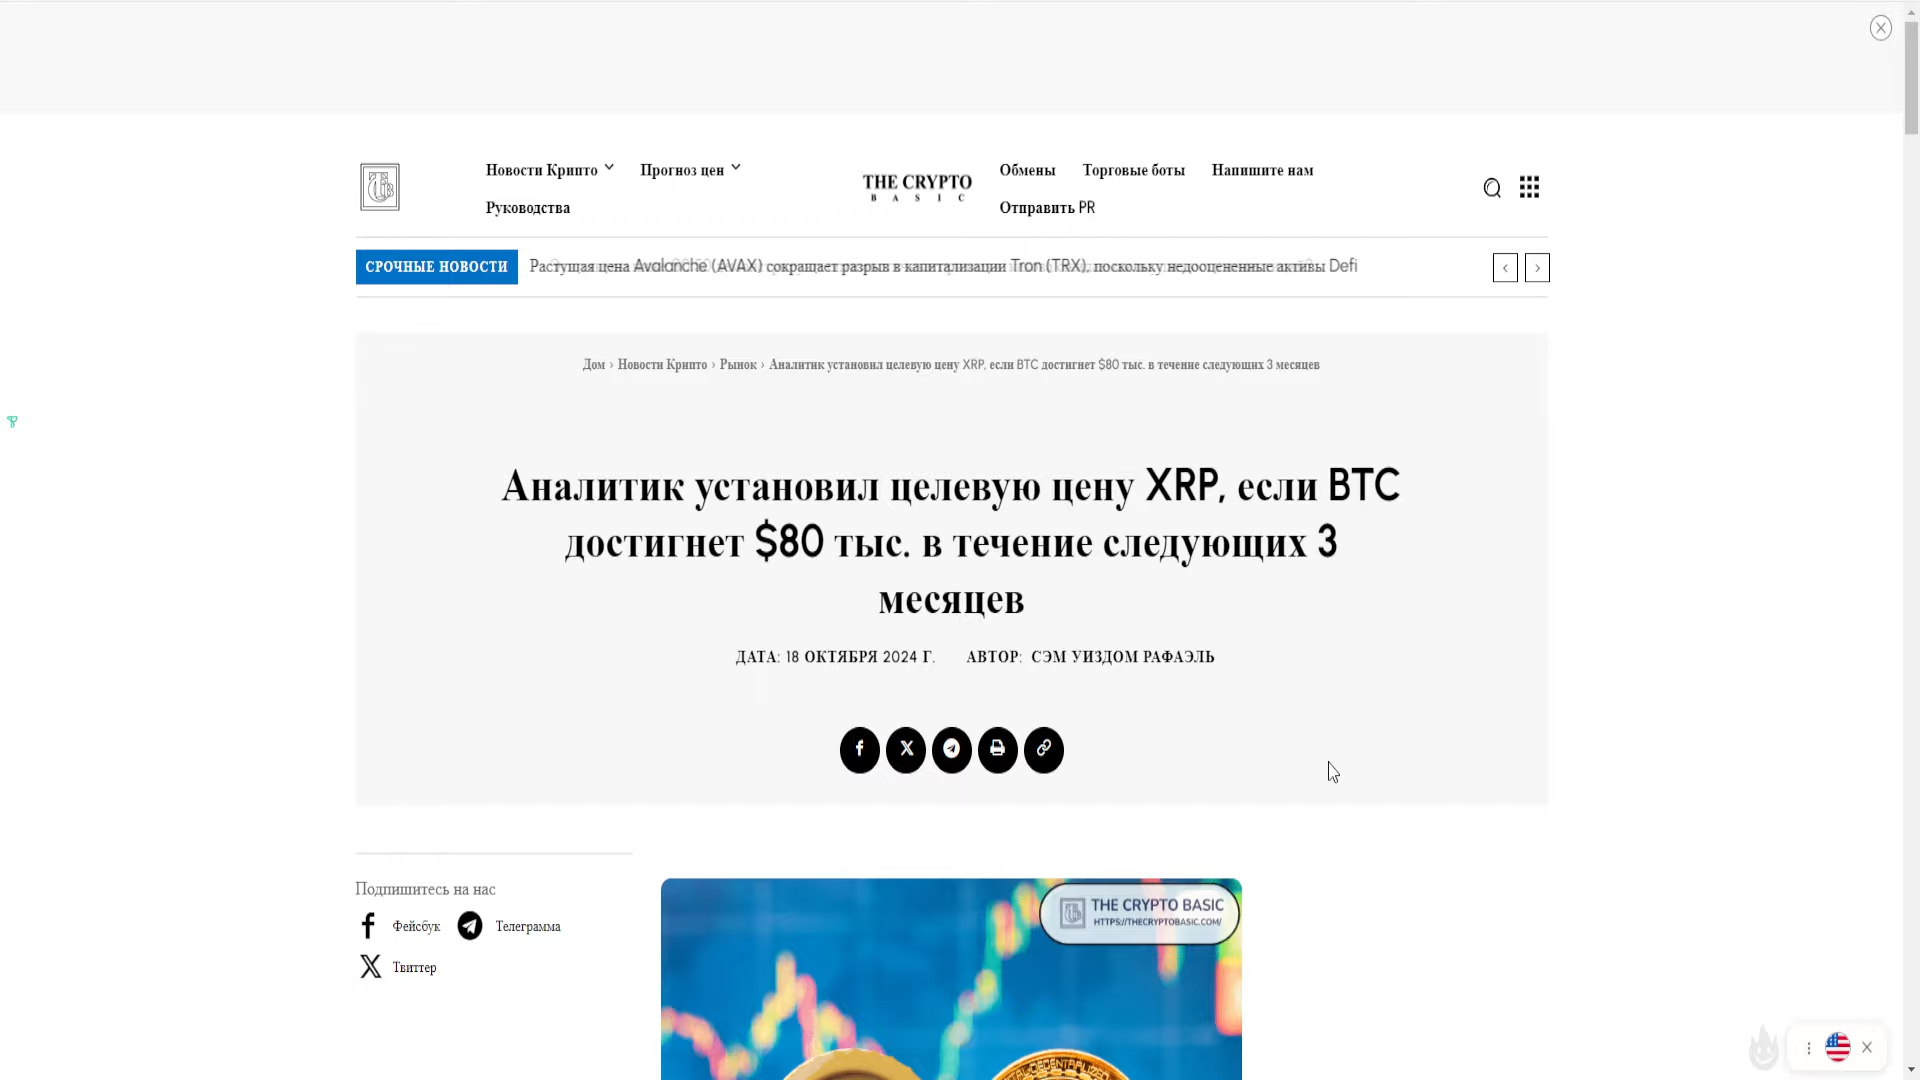 Новости Крипто
Прогноз цен
Руководства
THE CRYPTO
BASIC
Обмены
Торговые боты
Напишите нам
Отправить PR
СРОЧНЫЕ НОВОСТИ
Растущая цена Avalanche (AVAX) сокращает разрыв в капитализации Tron (TRX), поскольку недооцененные активы Defi
Дом › Новости Крипто › Рынок › Аналитик установил целевую цену XRP, если BTC достигнет $80 тыс. в течение следующих 3 месяцев
Аналитик установил целевую цену XRP, если BTC
достигнет $80 тыс. в течение следующих 3
месяцев
ДАТА: 18 ОКТЯБРЯ 2024 Г.
АВТОР: СЭМ УИЗДОМ РАФАЭЛЬ
Подпишитесь на нас
Фейсбук
Телеграмма
Твиттер
THE CRYPTO BASIC
HTTPS://THECRYPTOBASIC.COM/